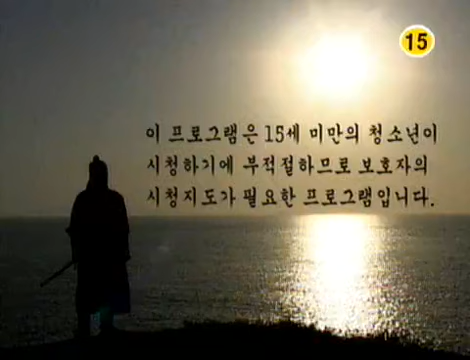 15
이 프로그램은 15세 미만의 청소년이
시청하기에 부적절하므로 보호자의
시청지도가 필요한 프로그램입니다.